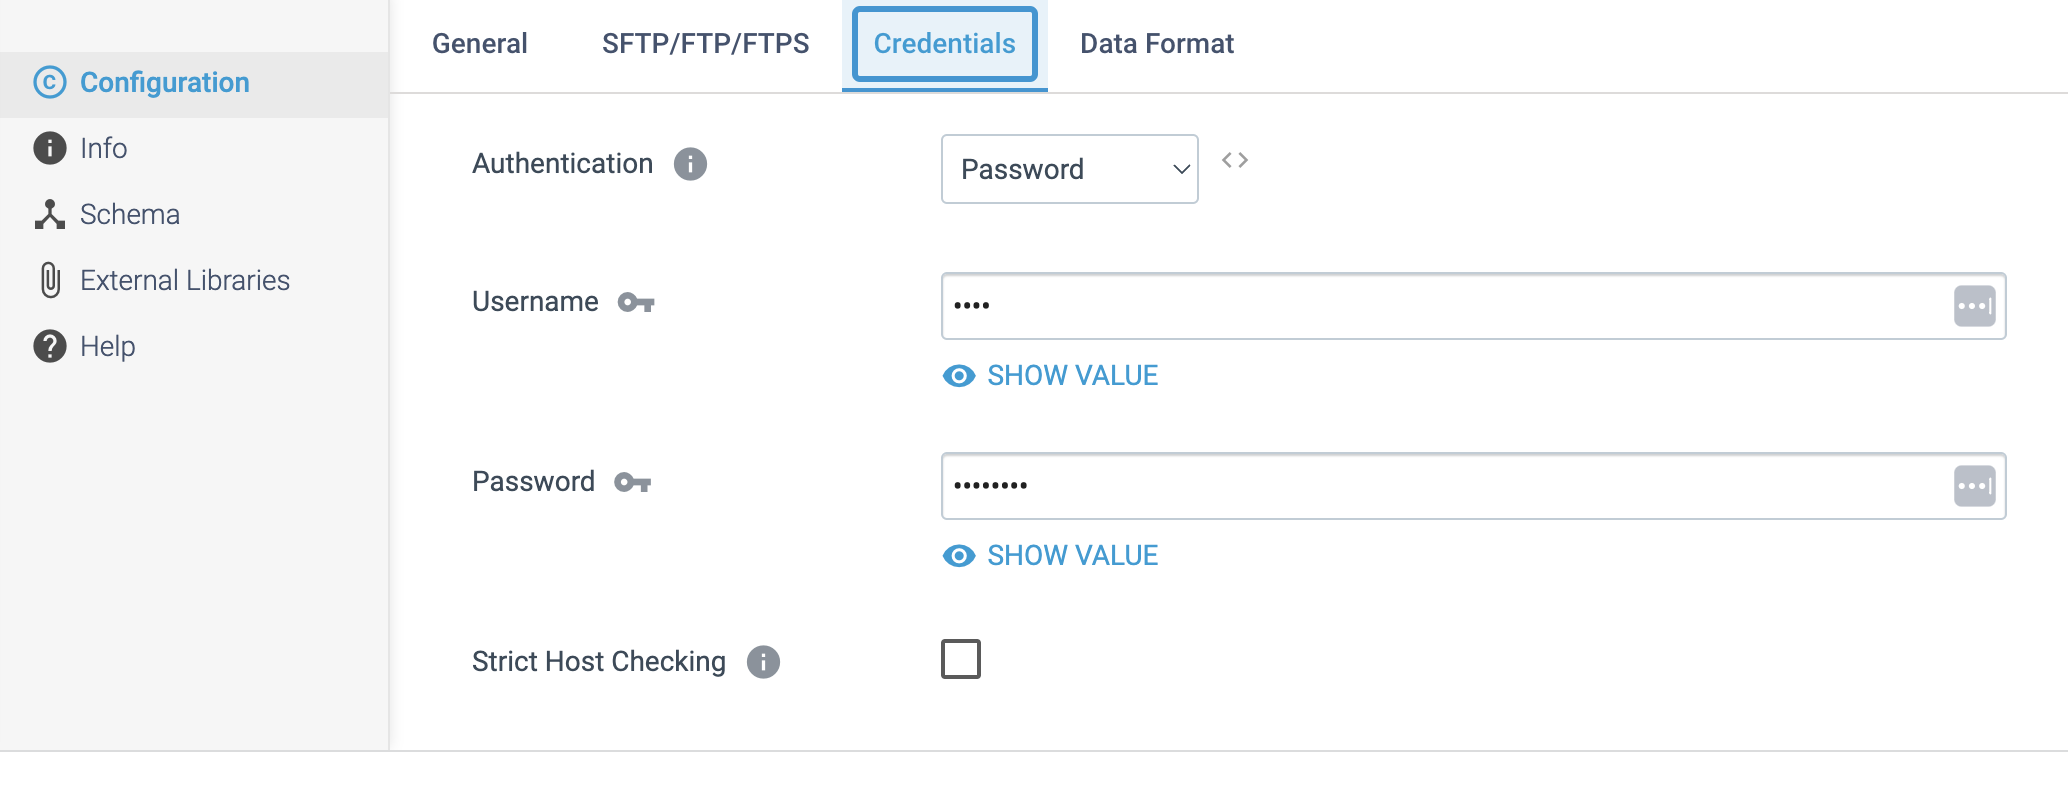 General SFTP/FTP/FTPS Credentials Data Format
Configuration
Info
Schema
External Libraries
Help
Authentication Password
Username ••••
SHOW VALUE
Password ••••••••
SHOW VALUE
Strict Host Checking